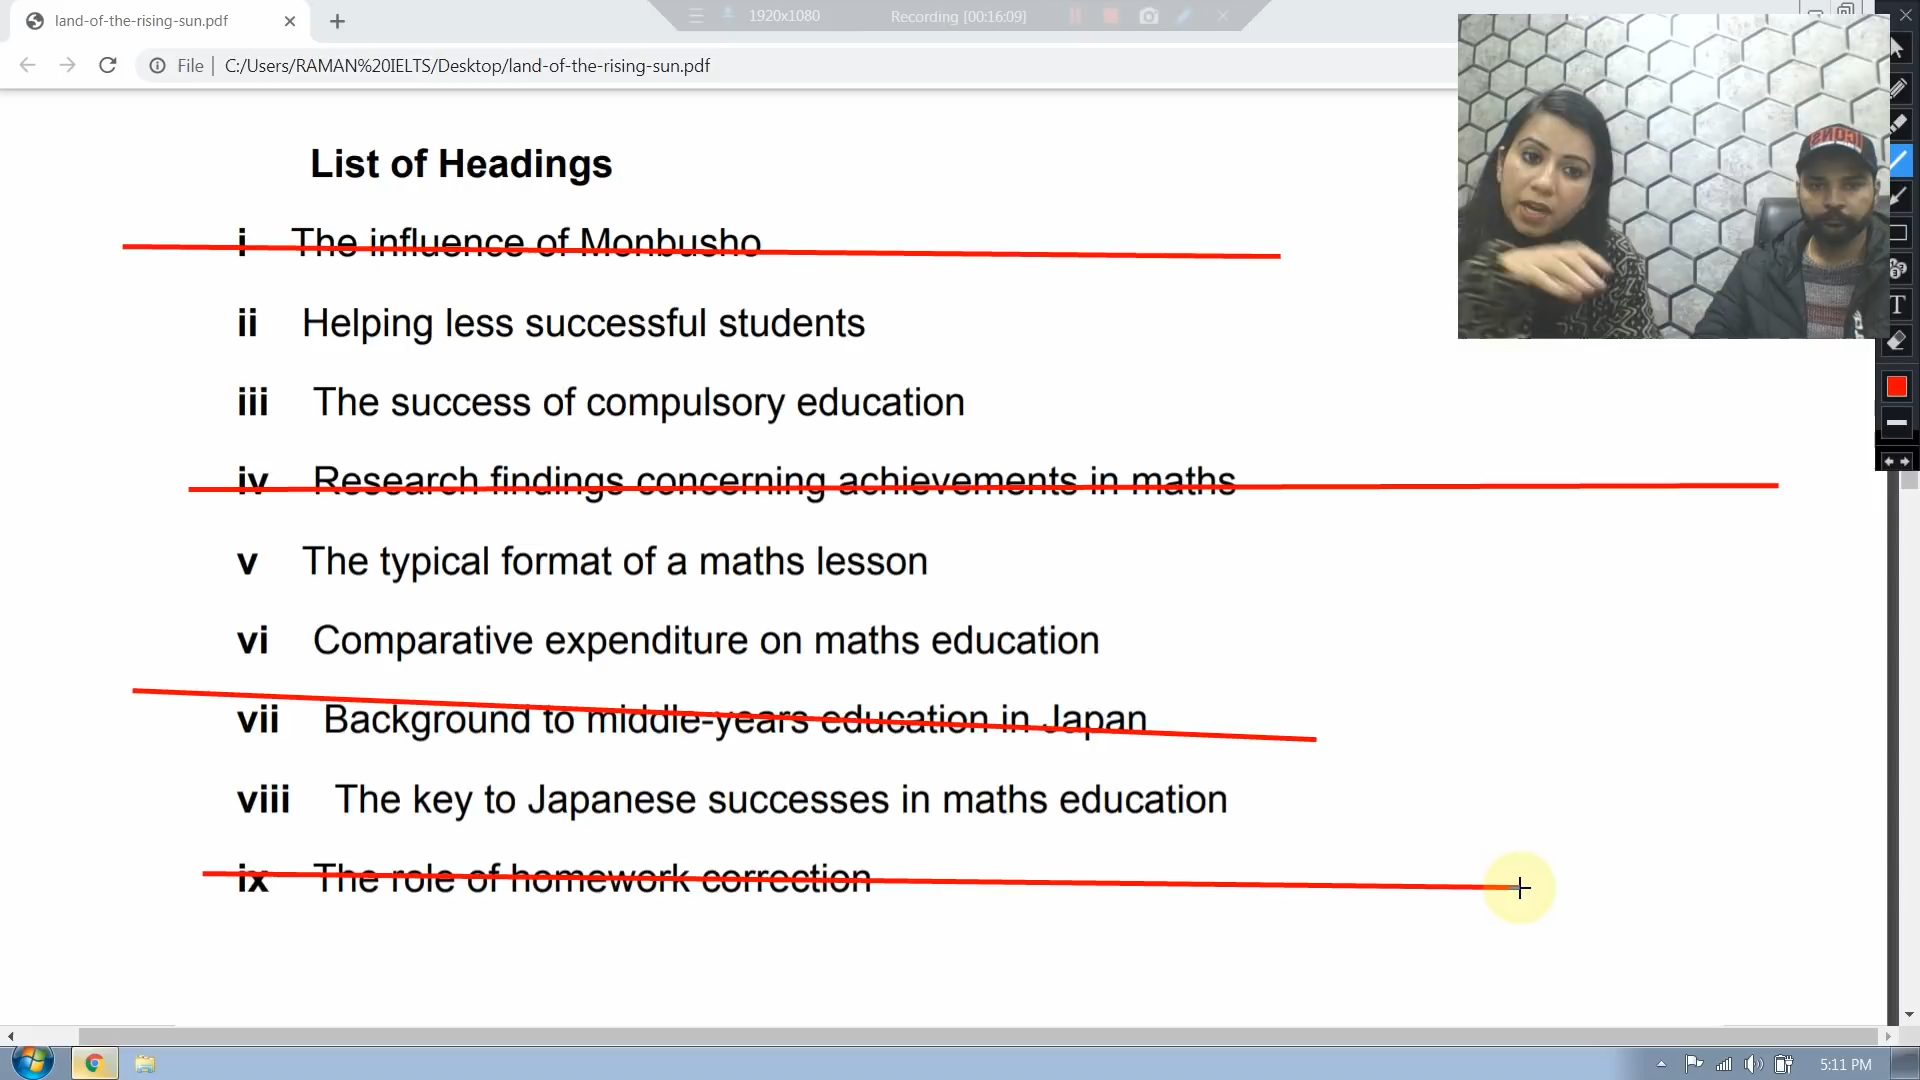 land-of-the-rising-sun.pdf
1920x1080
Recording [00:16:09]
File
C:/Users/RAMAN%20IELTS/Desktop/land-of-the-rising-sun.pdf
List of Headings
i The influence of Monbusho
ii Helping less successful students
iii The success of compulsory education
iv Research findings concerning achievements in maths
v The typical format of a maths lesson
vi Comparative expenditure on maths education
vii Background to middle-years education in Japan
viii The key to Japanese successes in maths education
ix The role of homework correction
T
5:11 PM